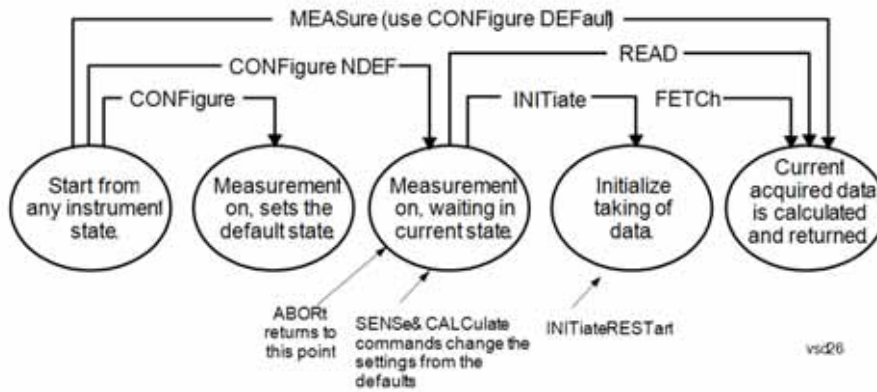 MEASure (use CONFigure DEFault)
CONFigure NDEF
READ
CONFigure
INITiate
FETCh
Start from
any instrument
state.
Measurement
on, sets the
default state.
Measurement
on, waiting in
current state.
Initialize
taking of
data.
Current
acquired data
is calculated
and returned.
ABORt
returns to
this point
SENSe& CALCulate
commands change the
settings from the
defaults
INITiateRESTart
vsd26